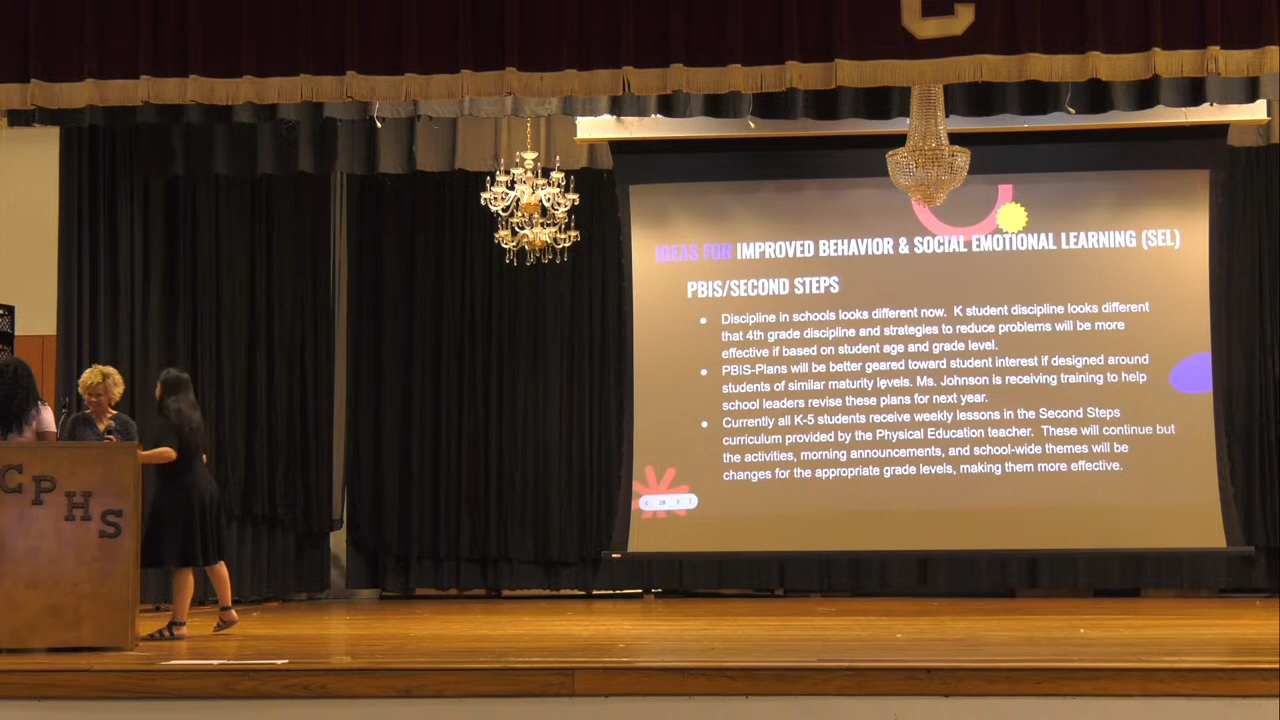 C
IDEAS FOR IMPROVED BEHAVIOR & SOCIAL EMOTIONAL LEARNING (SEL)
PBIS/SECOND STEPS
• Discipline in schools looks different now. K student discipline looks different
that 4th grade discipline and strategies to reduce problems will be more
effective if based on student age and grade level.
• PBIS-Plans will be better geared toward student interest if designed around
students of similar maturity levels. Ms. Johnson is receiving training to help
school leaders revise these plans for next year.
• Currently all K-5 students receive weekly lessons in the Second Steps
curriculum provided by the Physical Education teacher. These will continue but
the activities, morning announcements, and school-wide themes will be
changes for the appropriate grade levels, making them more effective.
28
CPHS